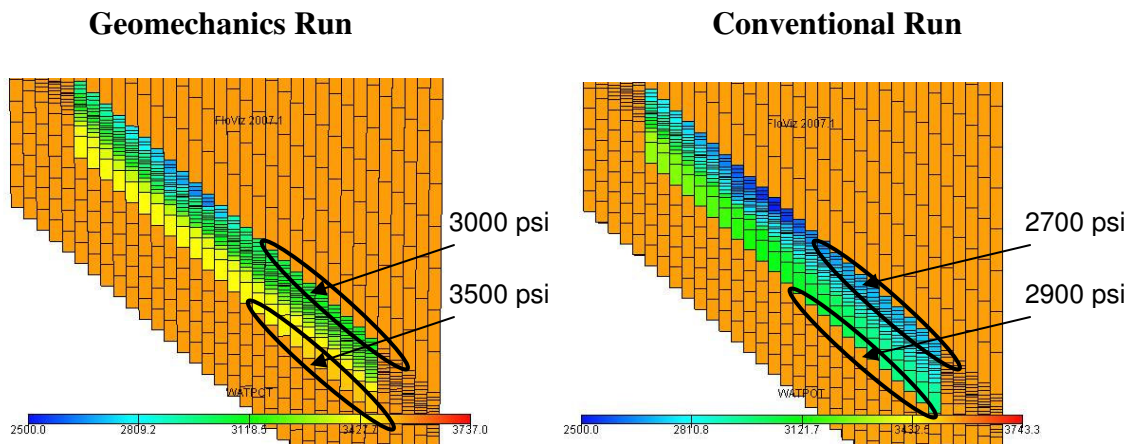 Geomechanics Run
Conventional Run
FloViz 2007.1
3000 psi
3500 psi
WATPOT
2500.0 2809.2 3118.5 3427.7 3737.0
FloViz 2007.1
2700 psi
2900 psi
WATPOT
2500.0 2810.8 3121.7 3432.5 3743.3